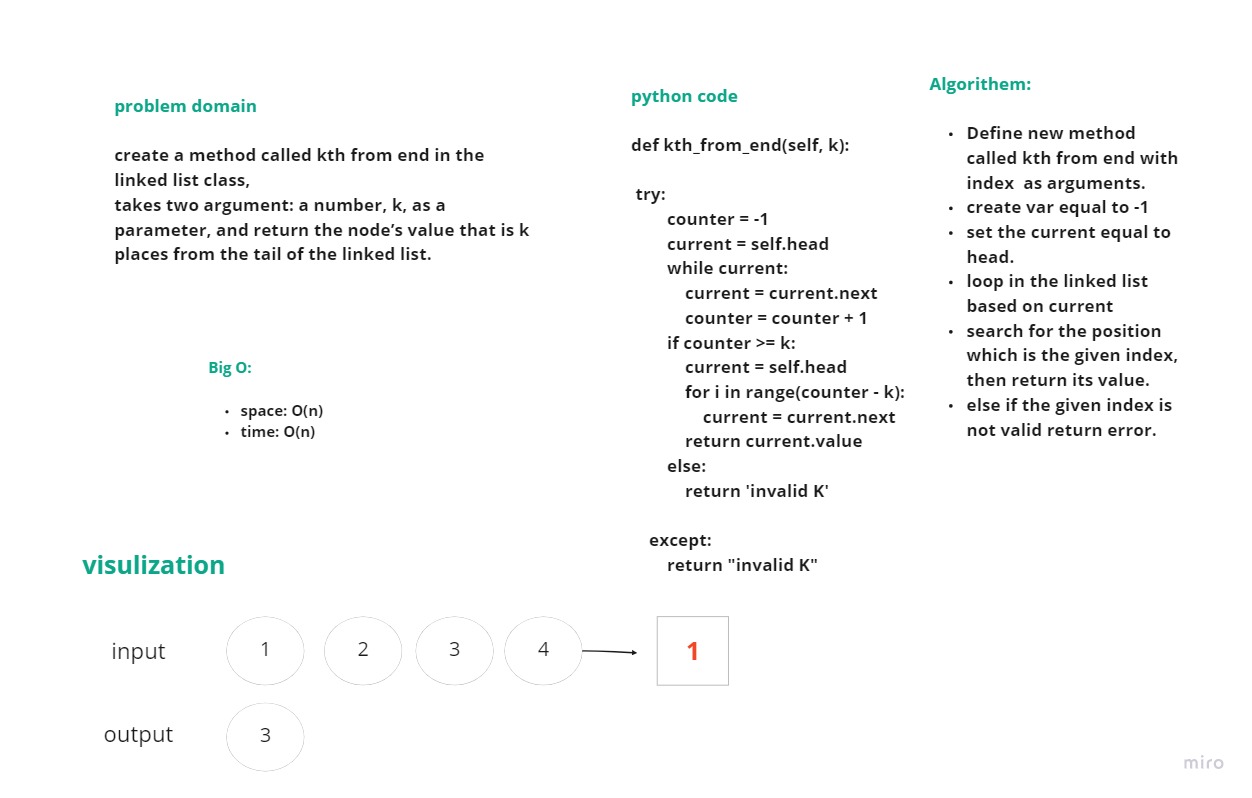 problem domain
create a method called kth from end in the
linked list class,
takes two argument: a number, k, as a
parameter, and return the node’s value that is k
places from the tail of the linked list.
Big O:
• space: O(n)
• time: O(n)
python code
def kth_from_end(self, k):
try:
counter = -1
current = self.head
while current:
current = current.next
counter = counter + 1
if counter >= k:
current = self.head
for i in range(counter - k):
current = current.next
return current.value
else:
return 'invalid K'
except:
return "invalid K"
Algorithem:
• Define new method
called kth from end with
index as arguments.
• create var equal to -1
• set the current equal to
head.
• loop in the linked list
based on current
• search for the position
which is the given index,
then return its value.
• else if the given index is
not valid return error.
visulization
input 1 2 3 4 1
output 3
miro